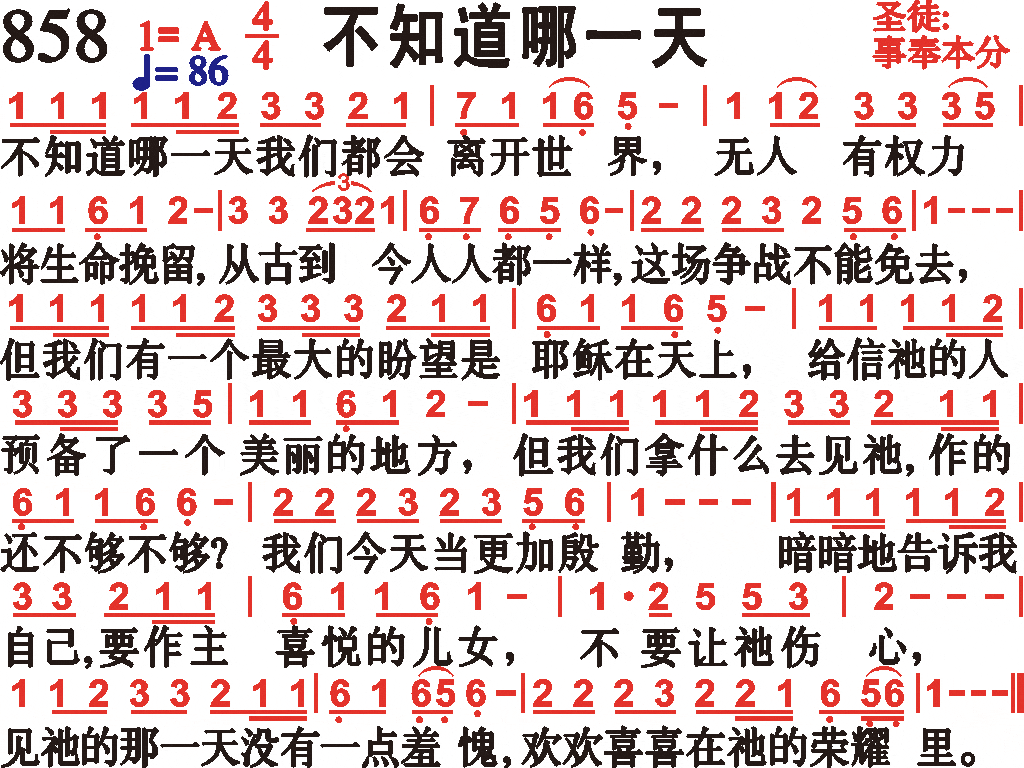 858 1= A 4/4 不知道哪一天 圣徒:
♩= 86 事奉本分
1 1 1 1 1 2 3 3 2 1 | 7 1 1 6 5 - | 1 1 2 3 3 3 5 |
不知道哪一天我们都会 离开世 界， 无人 有权力
1 1 6 1 2 - | 3 3 2 3 2 1 | 6 7 6 5 6 - | 2 2 2 3 2 5 6 | 1 - - - |
将生命挽留, 从古到 今人人都一样, 这场争战不能免去，
1 1 1 1 1 2 3 3 3 2 1 1 | 6 1 1 6 5 - | 1 1 1 1 2 |
但我们有一个最大的盼望是 耶稣在天上， 给信祂的人
3 3 3 3 5 | 1 1 6 1 2 - | 1 1 1 1 1 2 3 3 2 1 1 |
预备了一个 美丽的地方， 但我们拿什么去见祂, 作的
6 1 1 6 6 - | 2 2 2 3 2 3 5 6 | 1 - - - | 1 1 1 1 1 2 |
还不够不够? 我们今天当更加殷 勤， 暗暗地告诉我
3 3 2 1 1 | 6 1 1 6 1 - | 1 · 2 5 5 3 | 2 - - - |
自己, 要作主 喜悦的儿女， 不 要让祂伤 心，
1 1 2 3 3 2 1 1 | 6 1 6 5 6 - | 2 2 2 3 2 2 1 6 5 6 | 1 - - - ‖
见祂的那一天没有一点羞 愧, 欢欢喜喜在祂的荣耀 里。